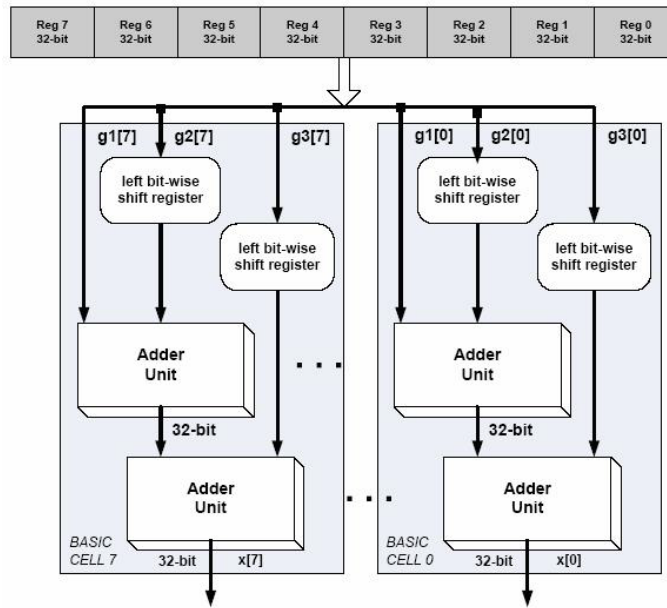 Reg 7 Reg 6 Reg 5 Reg 4 Reg 3 Reg 2 Reg 1 Reg 0
32-bit 32-bit 32-bit 32-bit 32-bit 32-bit 32-bit 32-bit
g1[7] g2[7] g3[7] g1[0] g2[0] g3[0]
left bit-wise
shift register
left bit-wise
shift register
left bit-wise
shift register
left bit-wise
shift register
Adder
Unit
. . .
Adder
Unit
32-bit
32-bit
Adder
Unit
. . .
Adder
Unit
BASIC
CELL 7
32-bit x[7]
BASIC
CELL 0
32-bit x[0]